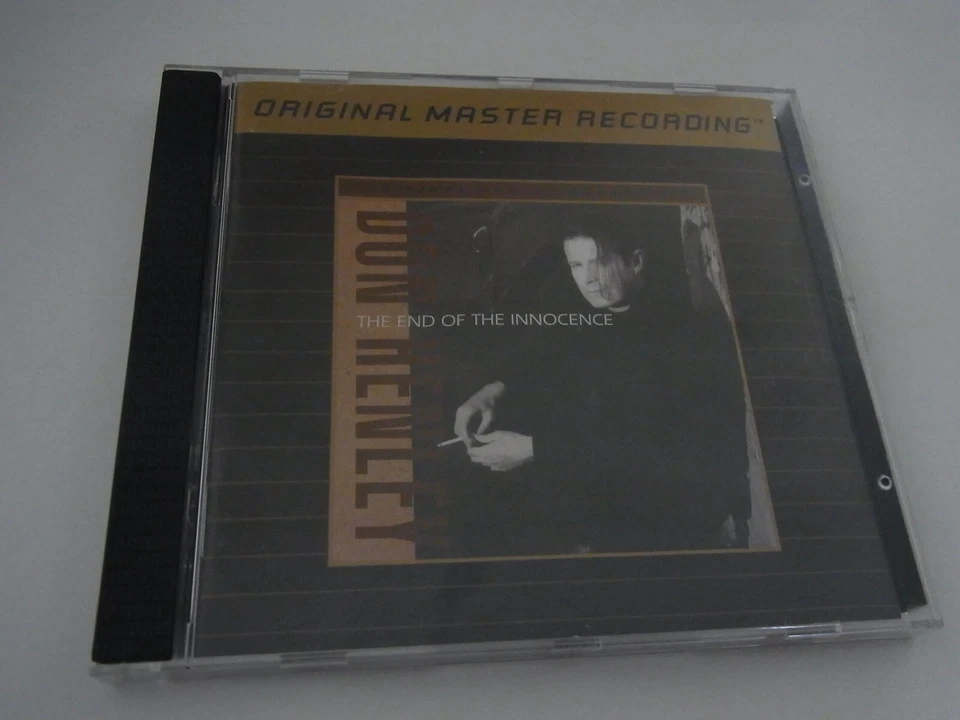 ORIGINAL MASTER RECORDING™
DON HENLEY
THE END OF THE INNOCENCE